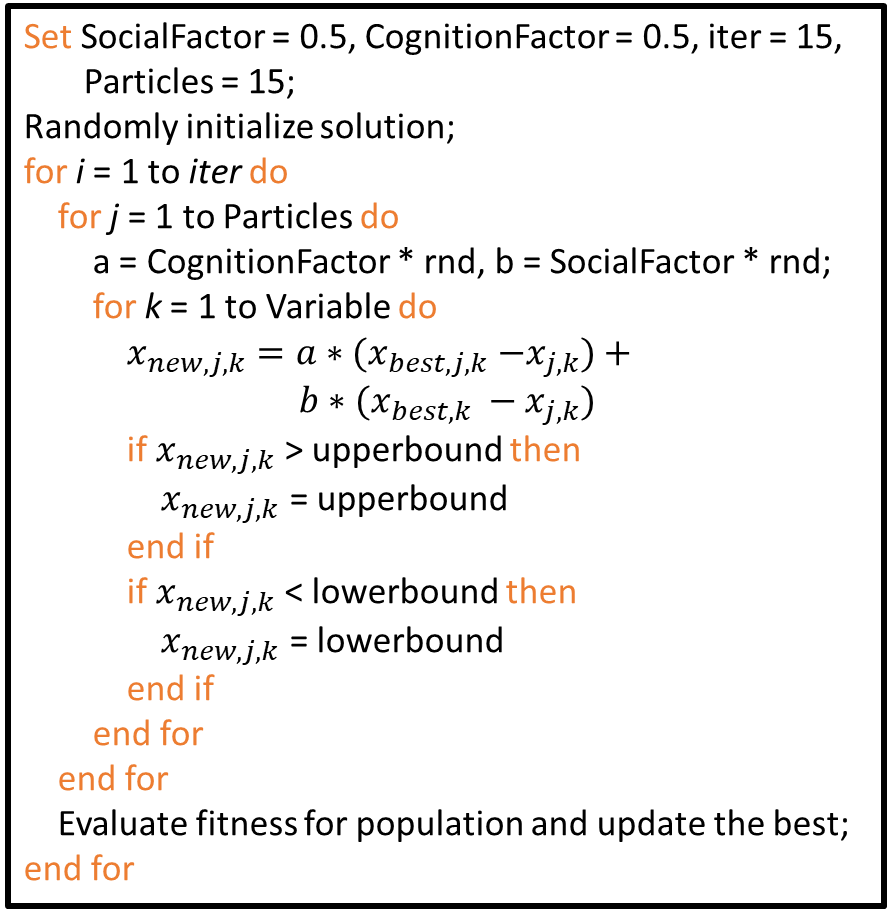 Set SocialFactor = 0.5, CognitionFactor = 0.5, iter = 15,
Particles = 15;
Randomly initialize solution;
for i = 1 to iter do
for j = 1 to Particles do
a = CognitionFactor * rnd, b = SocialFactor * rnd;
for k = 1 to Variable do
x_{new,j,k} = a * (x_{best,j,k} − x_{j,k}) +
b * (x_{best,k} − x_{j,k})
if x_{new,j,k} > upperbound then
x_{new,j,k} = upperbound
end if
if x_{new,j,k} < lowerbound then
x_{new,j,k} = lowerbound
end if
end for
end for
Evaluate fitness for population and update the best;
end for